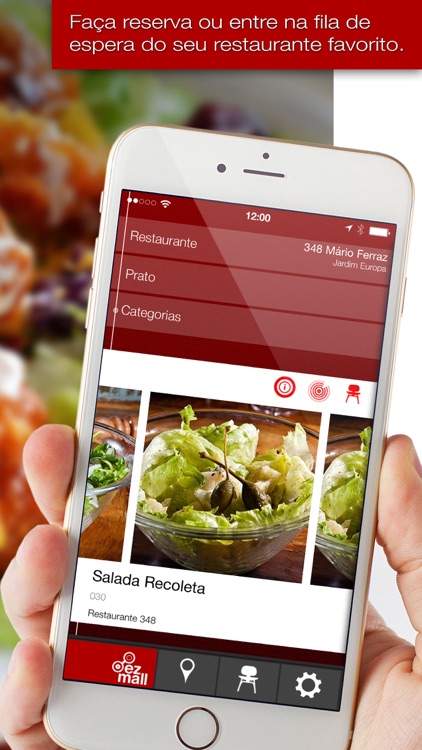 Faça reserva ou entre na fila de
espera do seu restaurante favorito.
12:00
Restaurante
348 Mário Ferraz
Jardim Europa
Prato
Categorias
Salada Recoleta
030
Restaurante 348
dez
mall